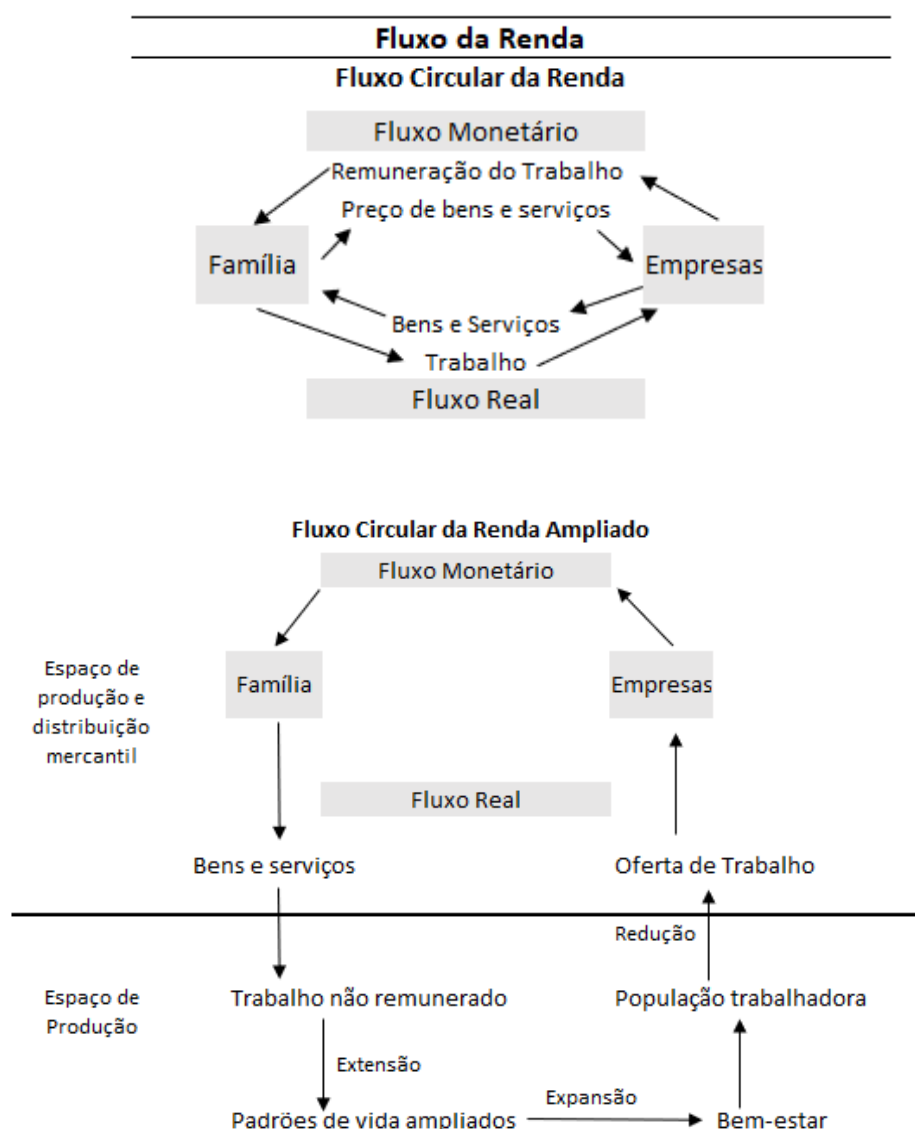 Fluxo da Renda
Fluxo Circular da Renda
Fluxo Monetário
Remuneração do Trabalho
Preço de bens e serviços
Família
Empresas
Bens e Serviços
Trabalho
Fluxo Real
Fluxo Circular da Renda Ampliado
Fluxo Monetário
Espaço de
produção e
distribuição
mercantil
Família
Empresas
Fluxo Real
Bens e serviços
Oferta de Trabalho
Redução
Espaço de
Produção
Trabalho não remunerado
População trabalhadora
Extensão
Expansão
Padrões de vida ampliados
Bem-estar